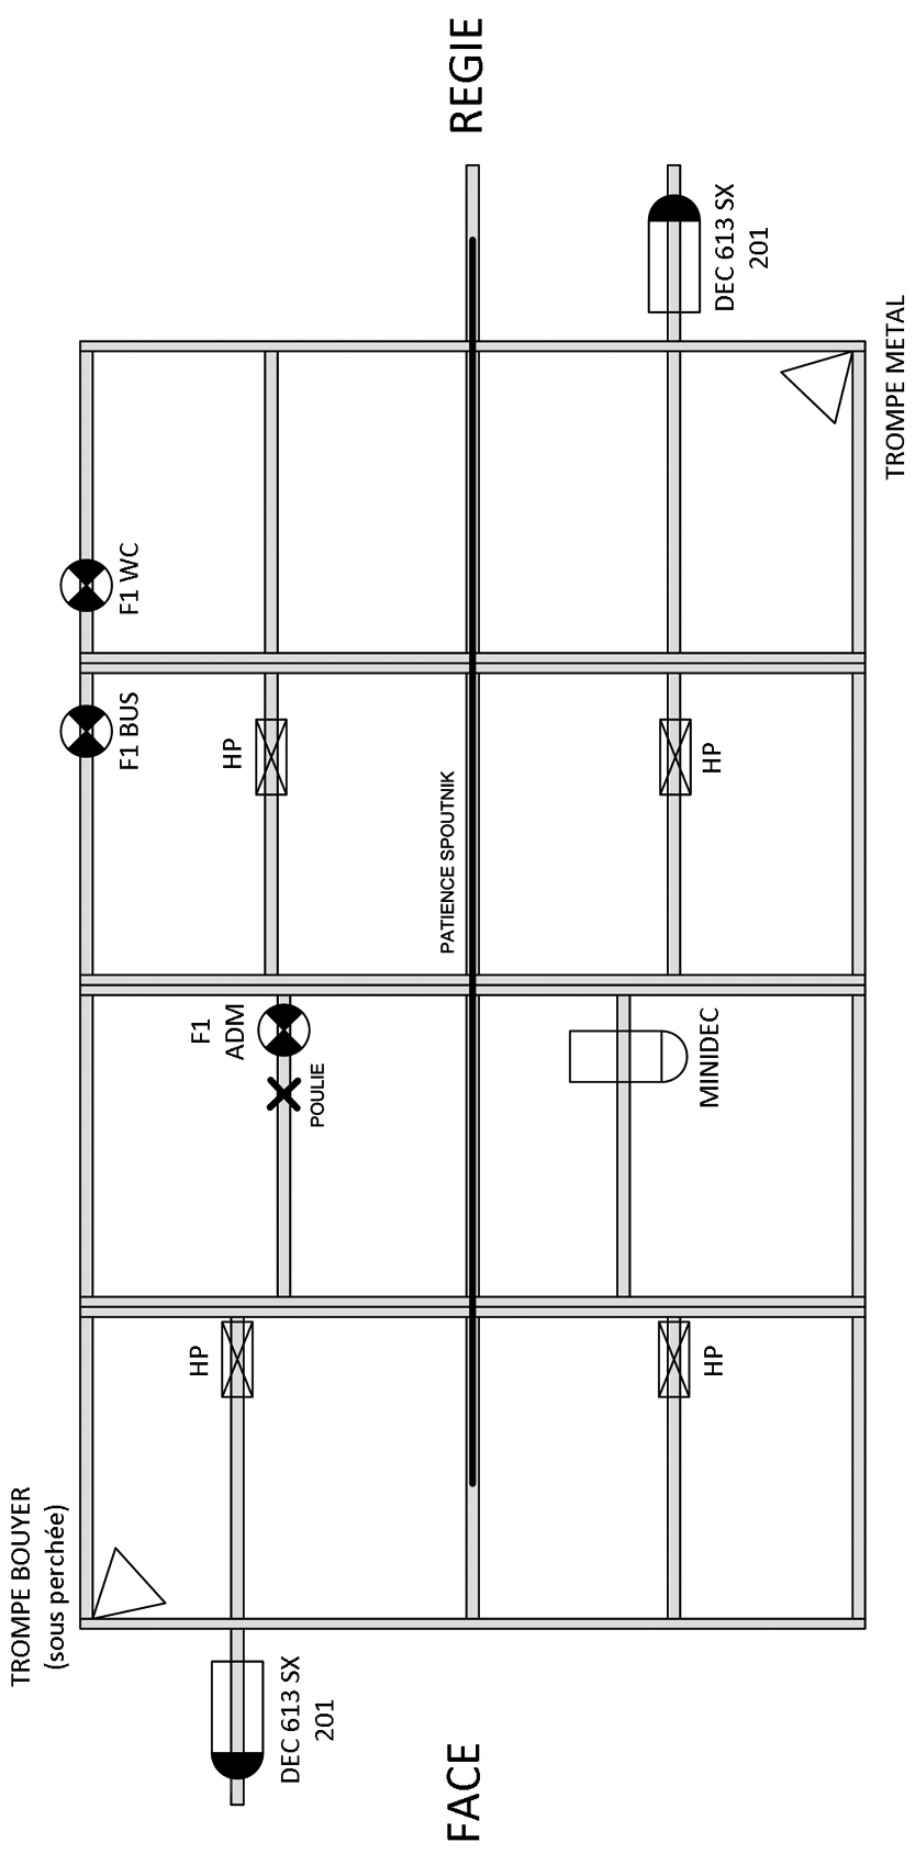 TROMPE BOUYER
(sous perchée)
F1 BUS
F1 WC
HP
F1
ADM
HP
DEC 613 SX
201
POULIE
PATIENCE SPOUTNIK
FACE
REGIE
HP
MINIDEC
HP
DEC 613 SX
201
TROMPE METAL